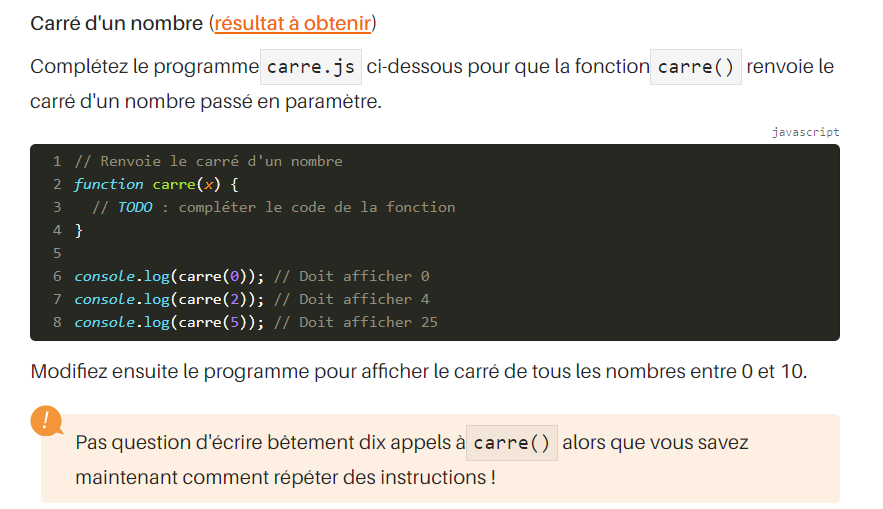 Carré d'un nombre (résultat à obtenir)
Complétez le programme carre.js ci-dessous pour que la fonction carre() renvoie le
carré d'un nombre passé en paramètre.
javascript
1 // Renvoie le carré d'un nombre
2 function carre(x) {
3   // TODO : compléter le code de la fonction
4 }
5
6 console.log(carre(0)); // Doit afficher 0
7 console.log(carre(2)); // Doit afficher 4
8 console.log(carre(5)); // Doit afficher 25
Modifiez ensuite le programme pour afficher le carré de tous les nombres entre 0 et 10.
!
Pas question d'écrire bêtement dix appels à carre() alors que vous savez
maintenant comment répéter des instructions !